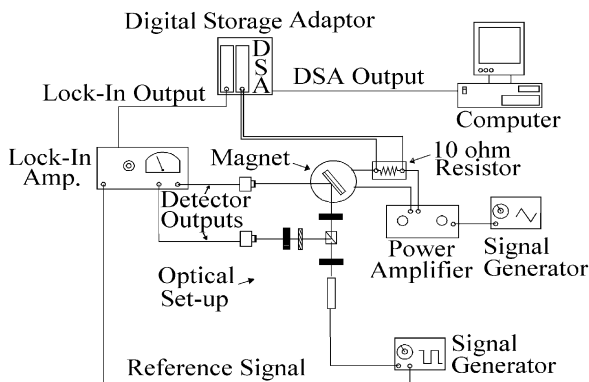 Digital Storage Adaptor
D
S
A
DSA Output
Lock-In Output
Computer
Lock-In
Amp.
Magnet
10 ohm
Resistor
Detector
Outputs
Power
Amplifier
Signal
Generator
Optical
Set-up
Signal
Generator
Reference Signal